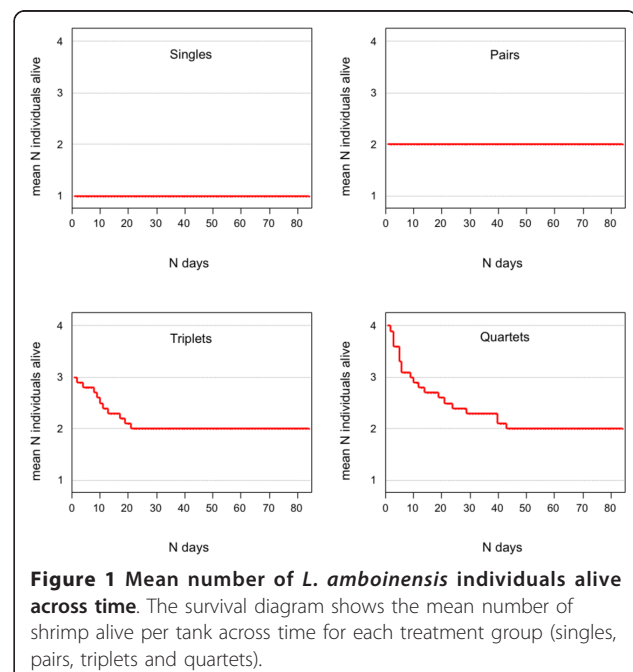 4
Singles
3
2
1
mean N individuals alive
0 10 20 30 40 50 60 70 80
N days
4
Pairs
3
2
1
mean N individuals alive
0 10 20 30 40 50 60 70 80
N days
4
Triplets
3
2
1
mean N individuals alive
0 10 20 30 40 50 60 70 80
N days
4
Quartets
3
2
1
mean N individuals alive
0 10 20 30 40 50 60 70 80
N days
Figure 1 Mean number of L. amboinensis individuals alive
across time. The survival diagram shows the mean number of
shrimp alive per tank across time for each treatment group (singles,
pairs, triplets and quartets).